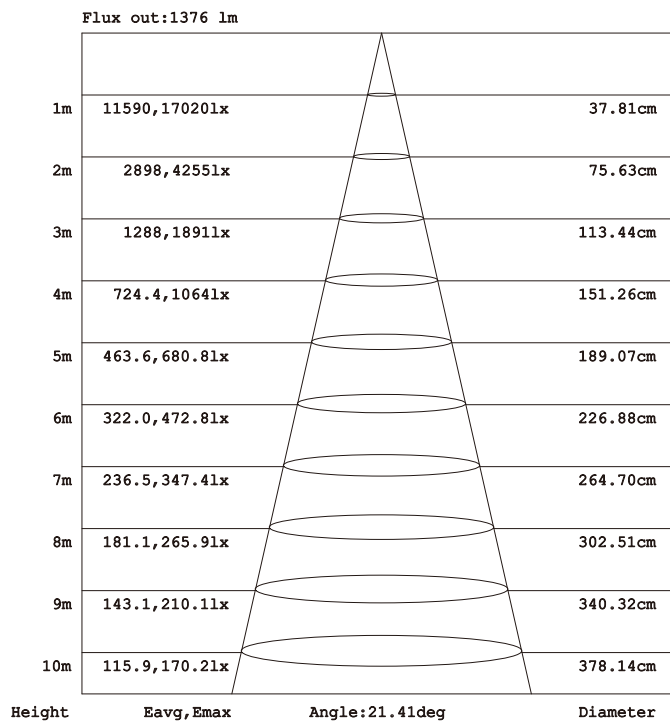 Flux out:1376 lm
1m 11590,17020lx 37.81cm
2m 2898,4255lx 75.63cm
3m 1288,1891lx 113.44cm
4m 724.4,1064lx 151.26cm
5m 463.6,680.8lx 189.07cm
6m 322.0,472.8lx 226.88cm
7m 236.5,347.4lx 264.70cm
8m 181.1,265.9lx 302.51cm
9m 143.1,210.1lx 340.32cm
10m 115.9,170.2lx 378.14cm
Height Eavg,Emax Angle:21.41deg Diameter